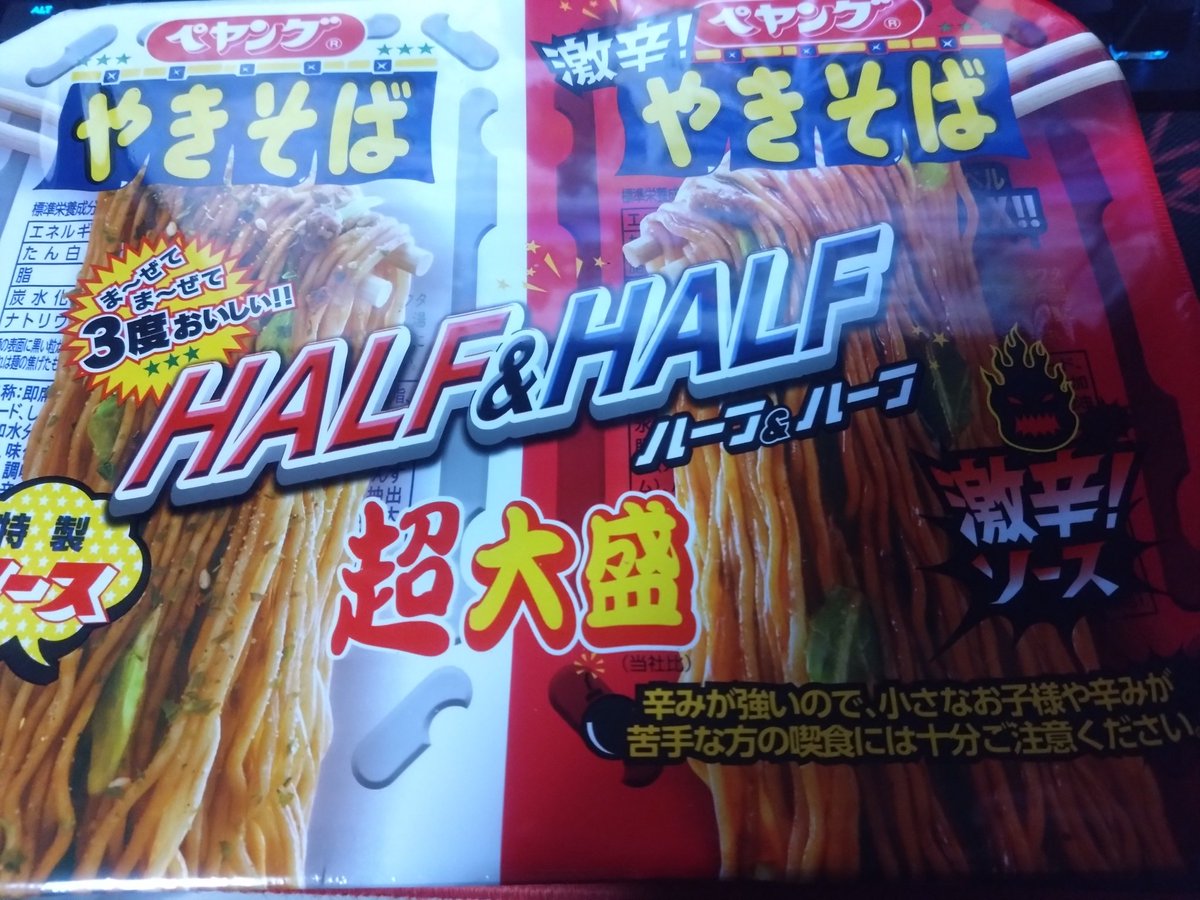 ALT
ペヤング®
やきそば
激辛!
ペヤング®
やきそば
標準栄養成分
エネルギ
たん白
脂
炭水化
ナトリウ
ま〜ぜて
ま〜ぜて
3度おいしい!!
HALF&HALF
ハーフ&ハーフ
特製
ソース
超大盛
(当社比)
激辛!
ソース
辛みが強いので、小さなお子様や辛みが
苦手な方の喫食には十分ご注意ください。